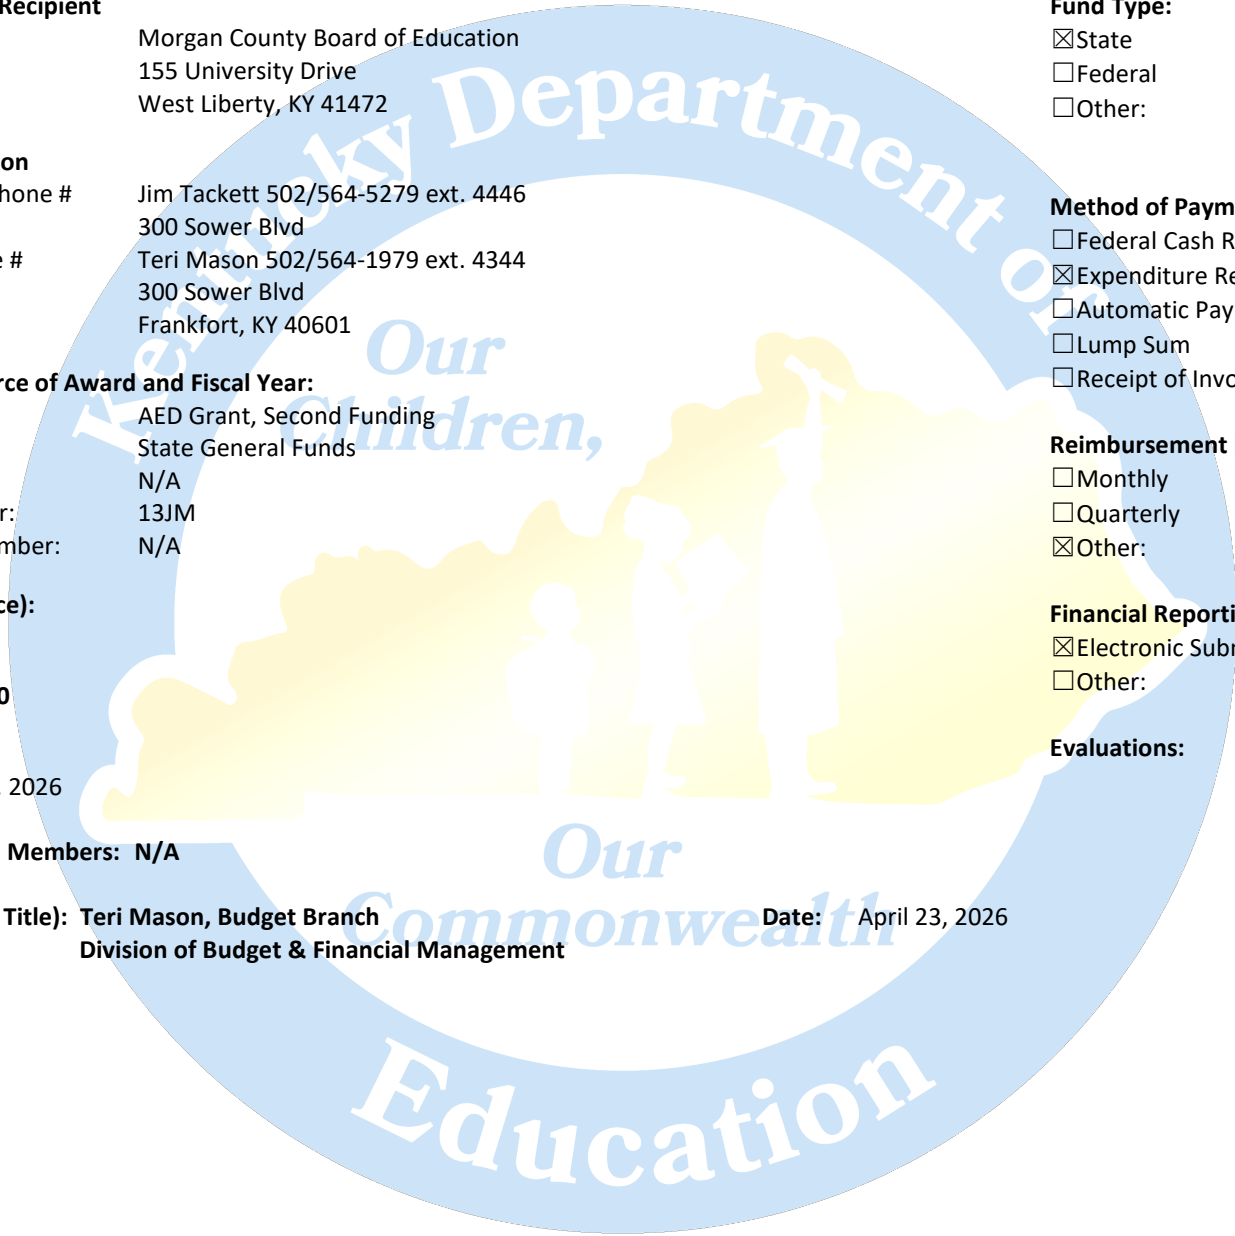 Recipient
Morgan County Board of Education
155 University Drive
West Liberty, KY 41472
on
hone # Jim Tackett 502/564-5279 ext. 4446
300 Sower Blvd
e # Teri Mason 502/564-1979 ext. 4344
300 Sower Blvd
Frankfort, KY 40601
rce of Award and Fiscal Year:
AED Grant, Second Funding
State General Funds
N/A
r: 13JM
mber: N/A
ce):
0
, 2026
Members: N/A
Title): Teri Mason, Budget Branch Date: April 23, 2026
Division of Budget & Financial Management
Fund Type:
☒State
☐Federal
☐Other:
Method of Paym
☐Federal Cash R
☒Expenditure Re
☐Automatic Pay
☐Lump Sum
☐Receipt of Invo
Reimbursement
☐Monthly
☐Quarterly
☒Other:
Financial Reporti
☒Electronic Subr
☐Other:
Evaluations:
Kentucky Department of
Education
Our
Children,
Our
Commonwealth